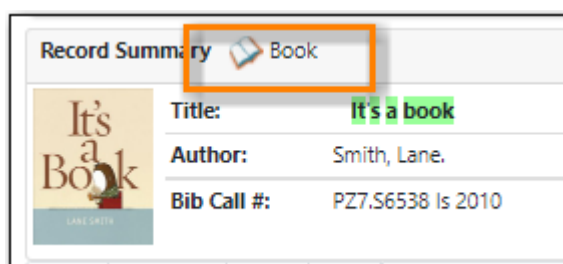 Record Summary Book
It's
a
Book
LANE SMITH
Title: It's a book
Author: Smith, Lane.
Bib Call #: PZ7.S6538 Is 2010